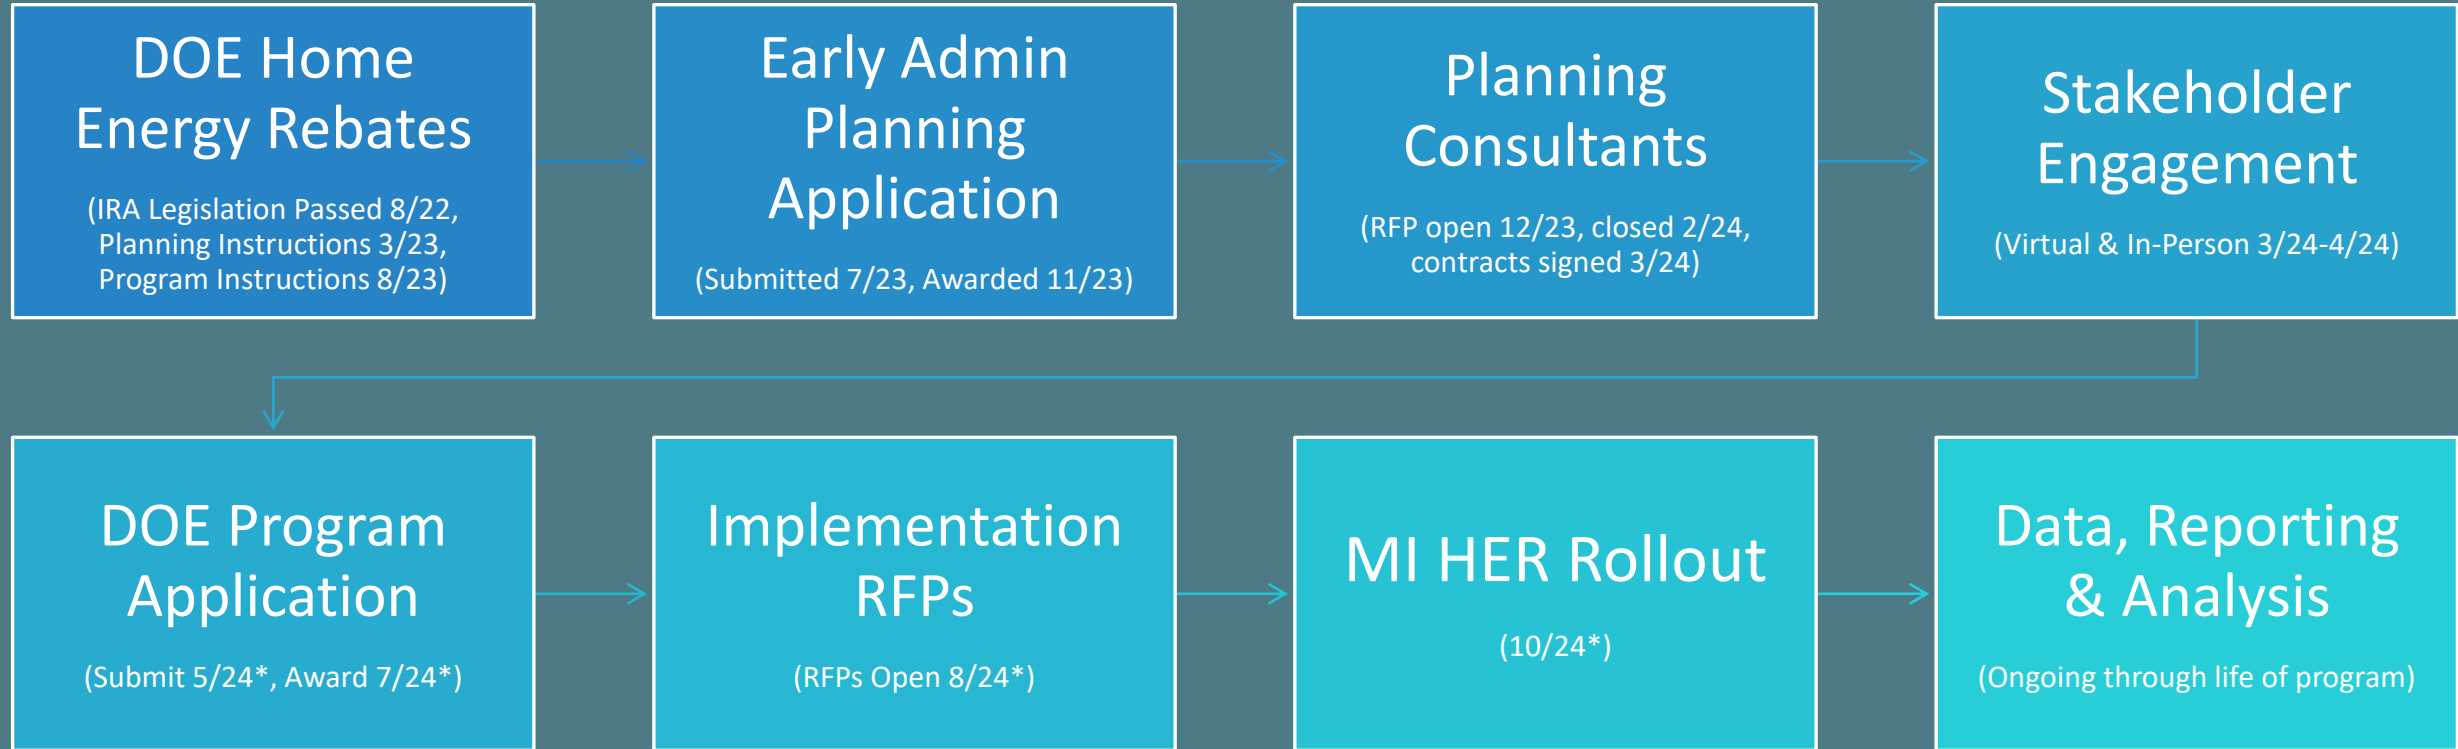 DOE Home
Energy Rebates
(IRA Legislation Passed 8/22,
Planning Instructions 3/23,
Program Instructions 8/23)
Early Admin
Planning
Application
(Submitted 7/23, Awarded 11/23)
Planning
Consultants
(RFP open 12/23, closed 2/24,
contracts signed 3/24)
Stakeholder
Engagement
(Virtual & In-Person 3/24-4/24)
DOE Program
Application
(Submit 5/24*, Award 7/24*)
Implementation
RFPs
(RFPs Open 8/24*)
MI HER Rollout
(10/24*)
Data, Reporting
& Analysis
(Ongoing through life of program)